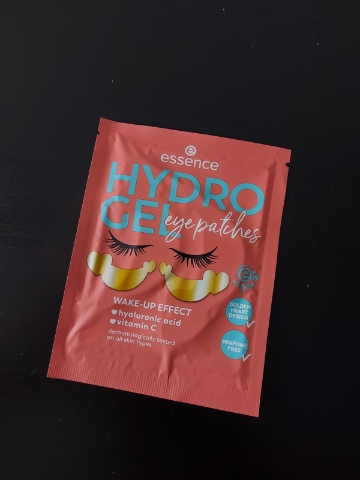 essence
HYDRO
GEL eye patches
WAKE-UP EFFECT
hyaluronic acid
vitamin C
dermatologically tested
on all skin types
GOLDEN
HEART
DESIGN
PERFUME
FREE